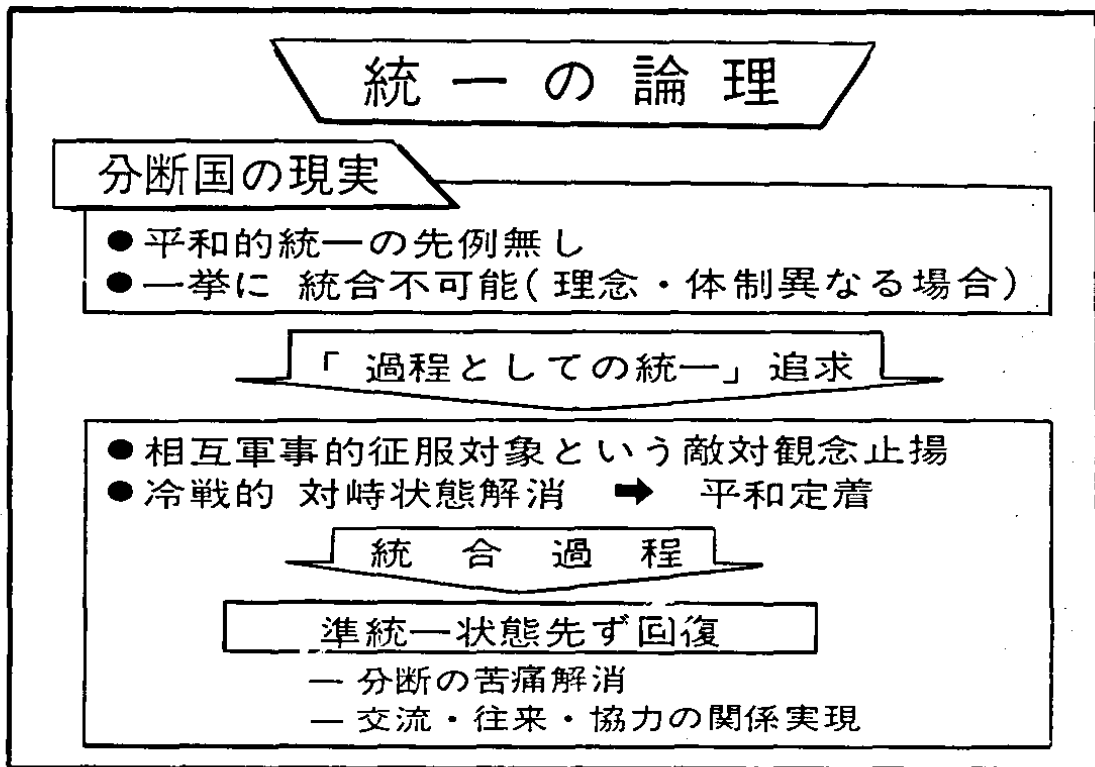 統一の論理
分断国の現実
●平和的統一の先例無し
●一挙に 統合不可能(理念・体制異なる場合)
「過程としての統一」追求
●相互軍事的征服対象という敵対観念止揚
●冷戦的 対峙状態解消 ➡ 平和定着
統合過程
準統一状態先ず回復
― 分断の苦痛解消
― 交流・往来・協力の関係実現